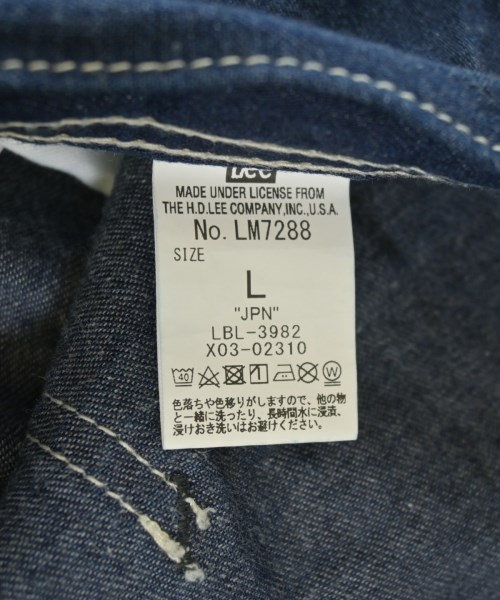 Lee
MADE UNDER LICENSE FROM
THE H.D.LEE COMPANY,INC.,U.S.A.
No. LM7288
SIZE
L
"JPN"
LBL-3982
X03-02310
40 W
色落ちや色移りがしますので、他の物
と一緒に洗ったり、長時間水に浸漬、
浸けおき洗いはお避けください。